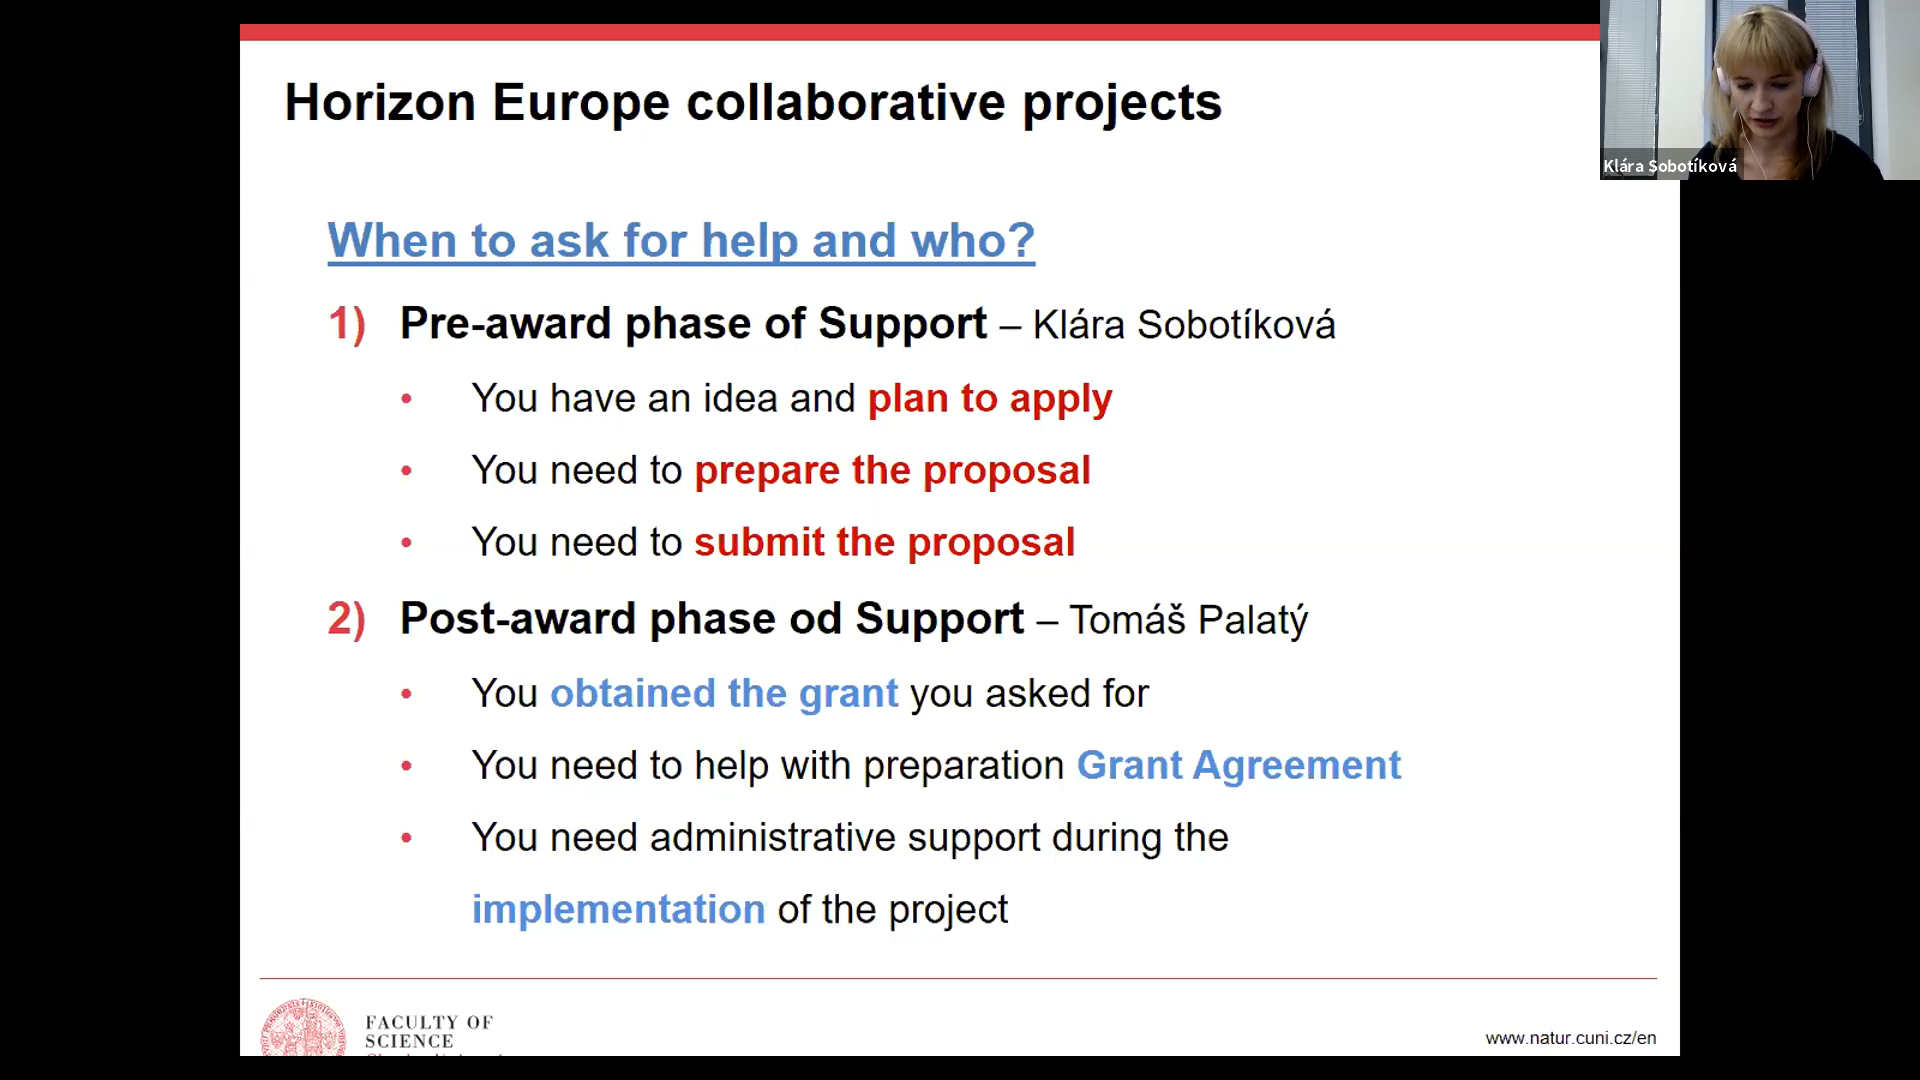 Horizon Europe collaborative projects
Klára Sobotíková
When to ask for help and who?
1) Pre-award phase of Support – Klára Sobotíková
• You have an idea and plan to apply
• You need to prepare the proposal
• You need to submit the proposal
2) Post-award phase od Support – Tomáš Palatý
• You obtained the grant you asked for
• You need to help with preparation Grant Agreement
• You need administrative support during the
implementation of the project
FACULTY OF
SCIENCE
www.natur.cuni.cz/en